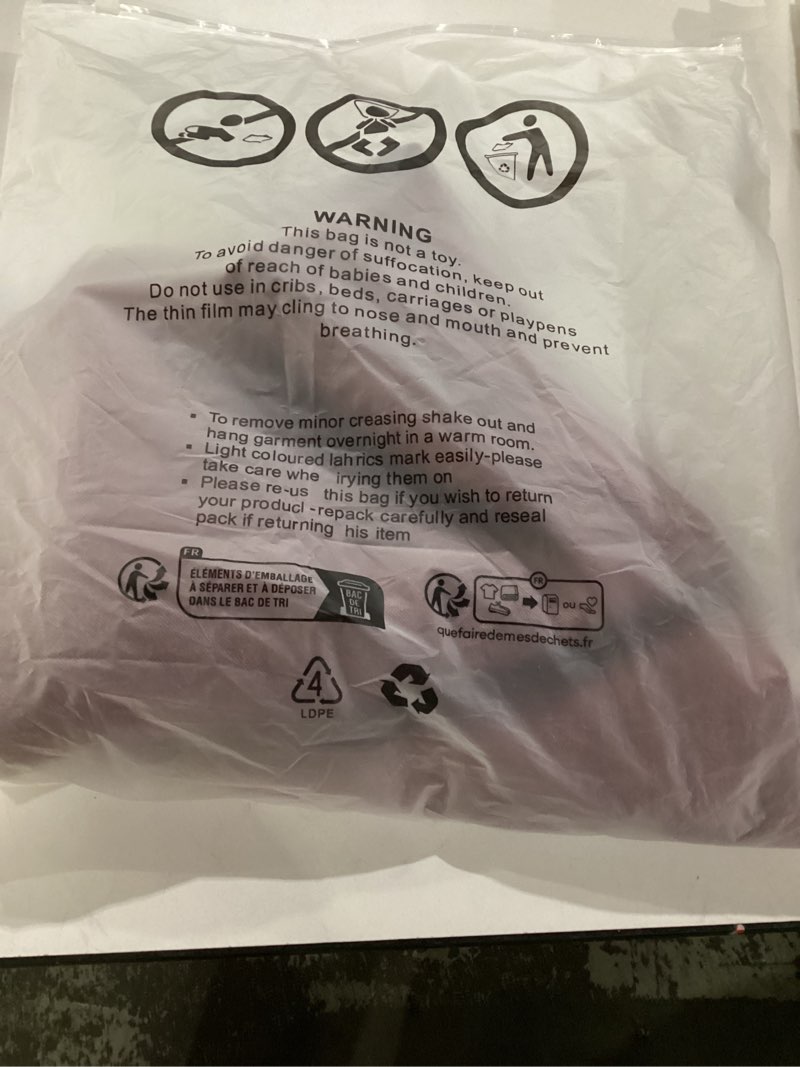 WARNING
This bag is not a toy.
To avoid danger of suffocation, keep out
of reach of babies and children.
Do not use in cribs, beds, carriages or playpens
The thin film may cling to nose and mouth and prevent
breathing.
▪ To remove minor creasing shake out and
hang garment overnight in a warm room.
▪ Light coloured lahrics mark easily-please
take care whe irying them on
▪ Please re-us this bag if you wish to return
your producl -repack carefully and reseal
pack if returning his item
FR
ÉLÉMENTS D'EMBALLAGE
À SÉPARER ET À DÉPOSER
DANS LE BAC DE TRI
BAC
DE
TRI
FR
OU
quefairedemesdechets.fr
4
LDPE